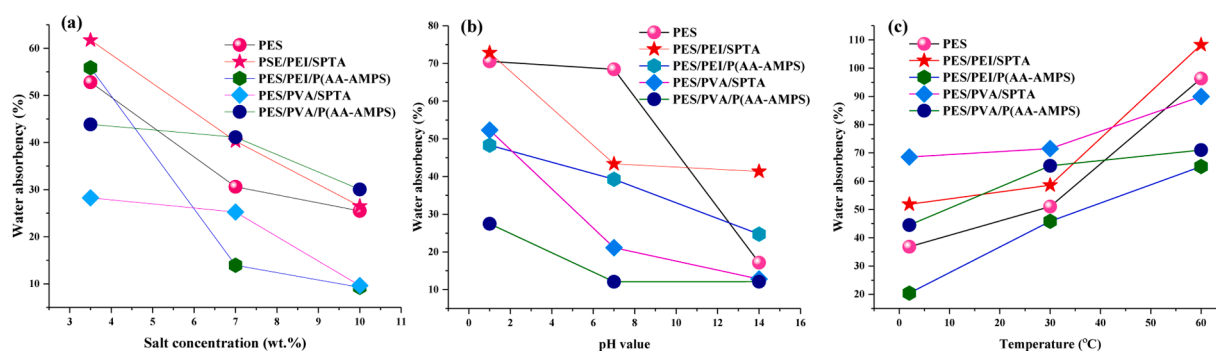 (a)
PES
PSE/PEI/SPTA
PES/PEI/P(AA-AMPS)
PES/PVA/SPTA
PES/PVA/P(AA-AMPS)
Water absorbency (%)
60
50
40
30
20
10
3 4 5 6 7 8 9 10 11
Salt concentration (wt.%)
(b)
PES
PES/PEI/SPTA
PES/PEI/P(AA-AMPS)
PES/PVA/SPTA
PES/PVA/P(AA-AMPS)
Water absorbency (%)
80
70
60
50
40
30
20
10
0 2 4 6 8 10 12 14 16
pH value
(c)
PES
PES/PEI/SPTA
PES/PEI/P(AA-AMPS)
PES/PVA/SPTA
PES/PVA/P(AA-AMPS)
Water absorbency (%)
110
100
90
80
70
60
50
40
30
20
0 10 20 30 40 50 60
Temperature (°C)